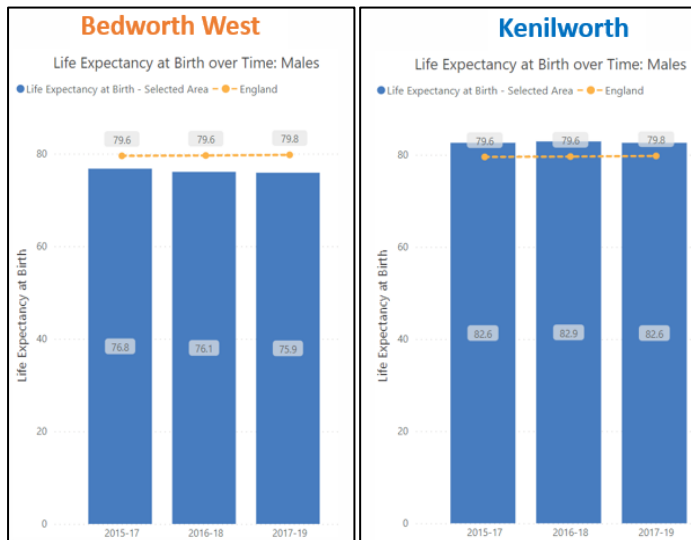 Bedworth West
Life Expectancy at Birth over Time: Males
Life Expectancy at Birth - Selected Area England
79.6 79.6 79.8
80
60
40
20
0
Life Expectancy at Birth
76.8 76.1 75.9
2015-17 2016-18 2017-19
Kenilworth
Life Expectancy at Birth over Time: Males
Life Expectancy at Birth - Selected Area England
79.6 79.6 79.8
80
60
40
20
0
Life Expectancy at Birth
82.6 82.9 82.6
2015-17 2016-18 2017-19